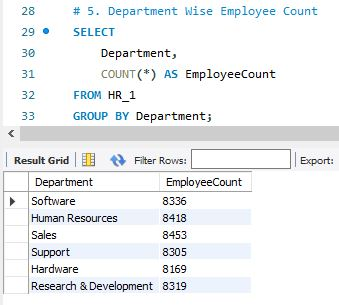 28 # 5. Department Wise Employee Count
29 SELECT
30 Department,
31 COUNT(*) AS EmployeeCount
32 FROM HR_1
33 GROUP BY Department;
Result Grid Filter Rows: Export:
Department EmployeeCount
Software 8336
Human Resources 8418
Sales 8453
Support 8305
Hardware 8169
Research & Development 8319